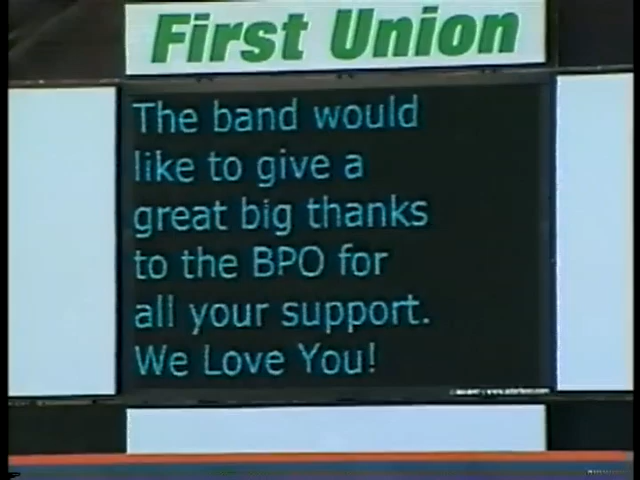 First Union
The band would
like to give a
great big thanks
to the BPO for
all your support.
We Love You!